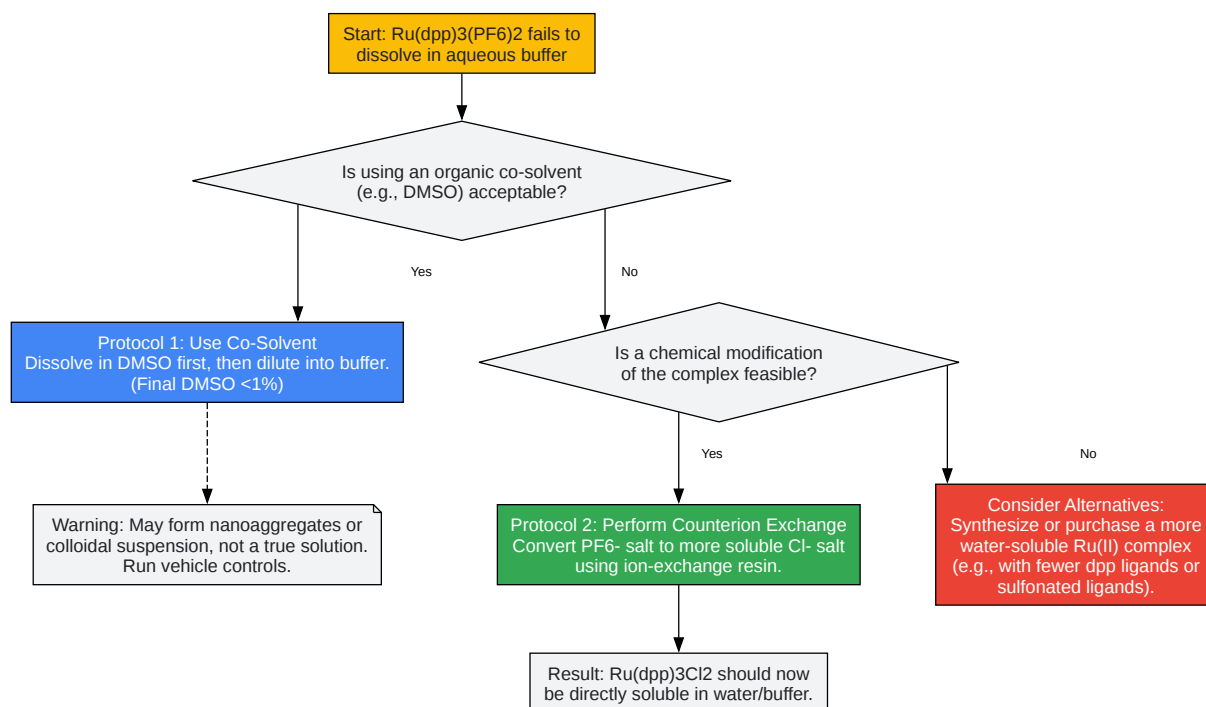 Start: Ru(dpp)3(PF6)2 fails to
dissolve in aqueous buffer
Is using an organic co-solvent
(e.g., DMSO) acceptable?
Yes
No
Protocol 1: Use Co-Solvent
Dissolve in DMSO first, then dilute into buffer.
(Final DMSO <1%)
Is a chemical modification
of the complex feasible?
Yes
No
Warning: May form nanoaggregates or
colloidal suspension, not a true solution.
Run vehicle controls.
Protocol 2: Perform Counterion Exchange
Convert PF6- salt to more soluble Cl- salt
using ion-exchange resin.
Consider Alternatives:
Synthesize or purchase a more
water-soluble Ru(II) complex
(e.g., with fewer dpp ligands or
sulfonated ligands).
Result: Ru(dpp)3Cl2 should now
be directly soluble in water/buffer.